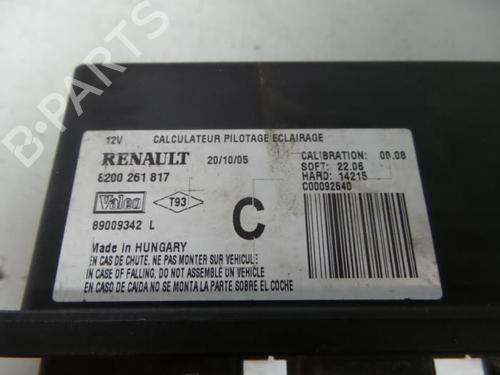 12V CALCULATEUR PILOTAGE ECLAIRAGE
RENAULT 20/10/05 CALIBRATION: 00.08
8200 261 817 SOFT: 22.06
HARD: 14215
C00092640
Valeo T93 C
89009342 L
Made in HUNGARY
EN CAS DE CHUTE, NE PAS MONTER SUR VEHICULE
IN CASE OF FALLING, DO NOT ASSEMBLE UN VEHICLE
EN CASO DE CAIDA NO SE MONTA LA PARTE SOBRE EL COCHE
B-PARTS